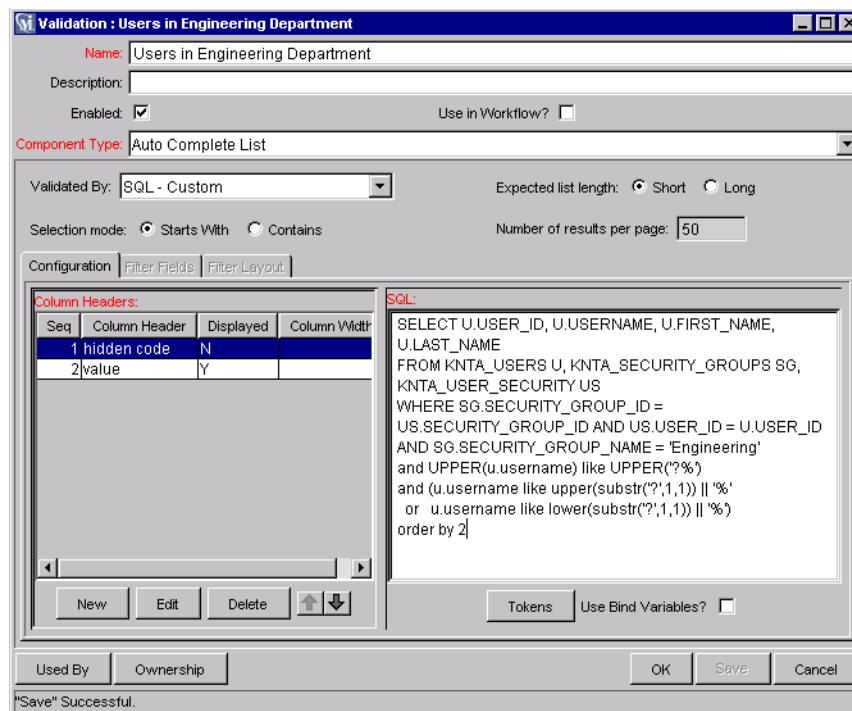 Validation : Users in Engineering Department
Name: Users in Engineering Department
Description:
Enabled: Use in Workflow?
Component Type: Auto Complete List
Validated By: SQL - Custom Expected list length: Short Long
Selection mode: Starts With Contains Number of results per page: 50
Configuration Filter Fields Filter Layout
Column Headers:
Seq Column Header Displayed Column Width
1 hidden code N
2 value Y
New Edit Delete
SQL:
SELECT U.USER_ID, U.USERNAME, U.FIRST_NAME,
U.LAST_NAME
FROM KNTA_USERS U, KNTA_SECURITY_GROUPS SG,
KNTA_USER_SECURITY US
WHERE SG.SECURITY_GROUP_ID =
US.SECURITY_GROUP_ID AND US.USER_ID = U.USER_ID
AND SG.SECURITY_GROUP_NAME = 'Engineering'
and UPPER(u.username) like UPPER('?%')
and (u.username like upper(substr('?',1,1)) || '%'
or u.username like lower(substr('?',1,1)) || '%')
order by 2
Tokens Use Bind Variables?
Used By Ownership OK Save Cancel
"Save" Successful.